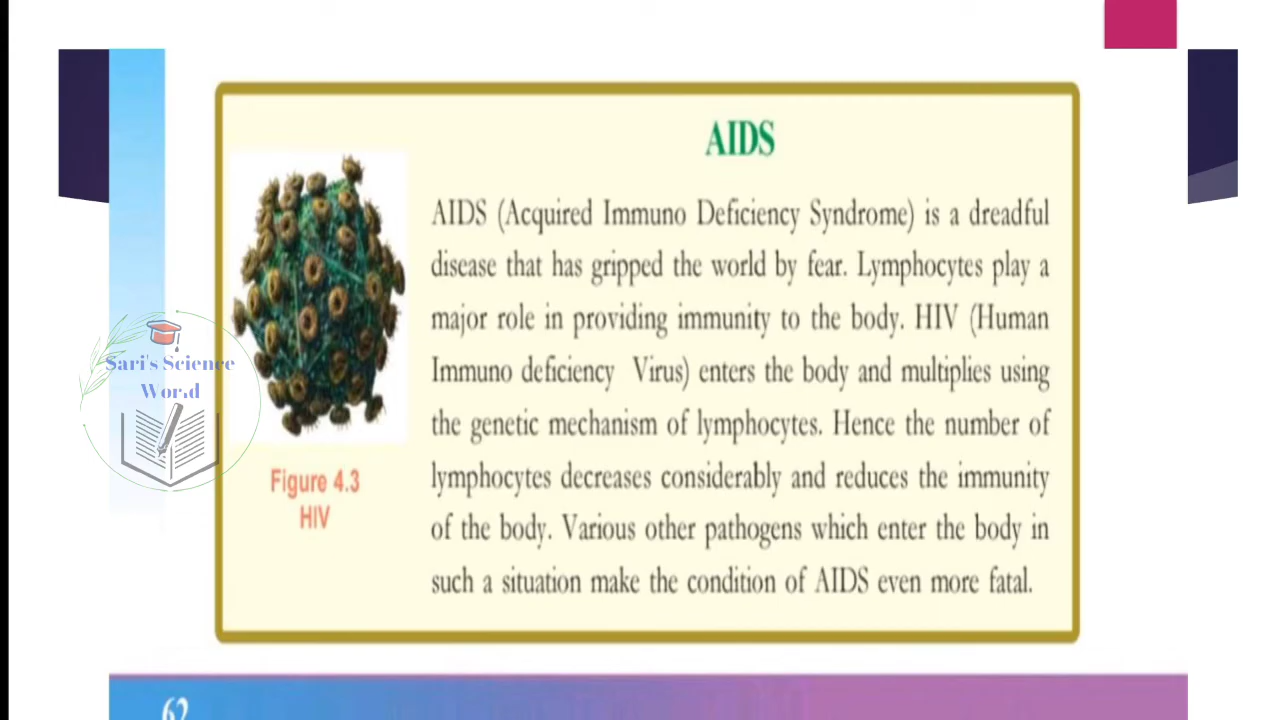 AIDS
AIDS (Acquired Immuno Deficiency Syndrome) is a dreadful
disease that has gripped the world by fear. Lymphocytes play a
major role in providing immunity to the body. HIV (Human
Immuno deficiency Virus) enters the body and multiplies using
the genetic mechanism of lymphocytes. Hence the number of
lymphocytes decreases considerably and reduces the immunity
of the body. Various other pathogens which enter the body in
such a situation make the condition of AIDS even more fatal.
Figure 4.3
HIV
Sari's Science
World
62